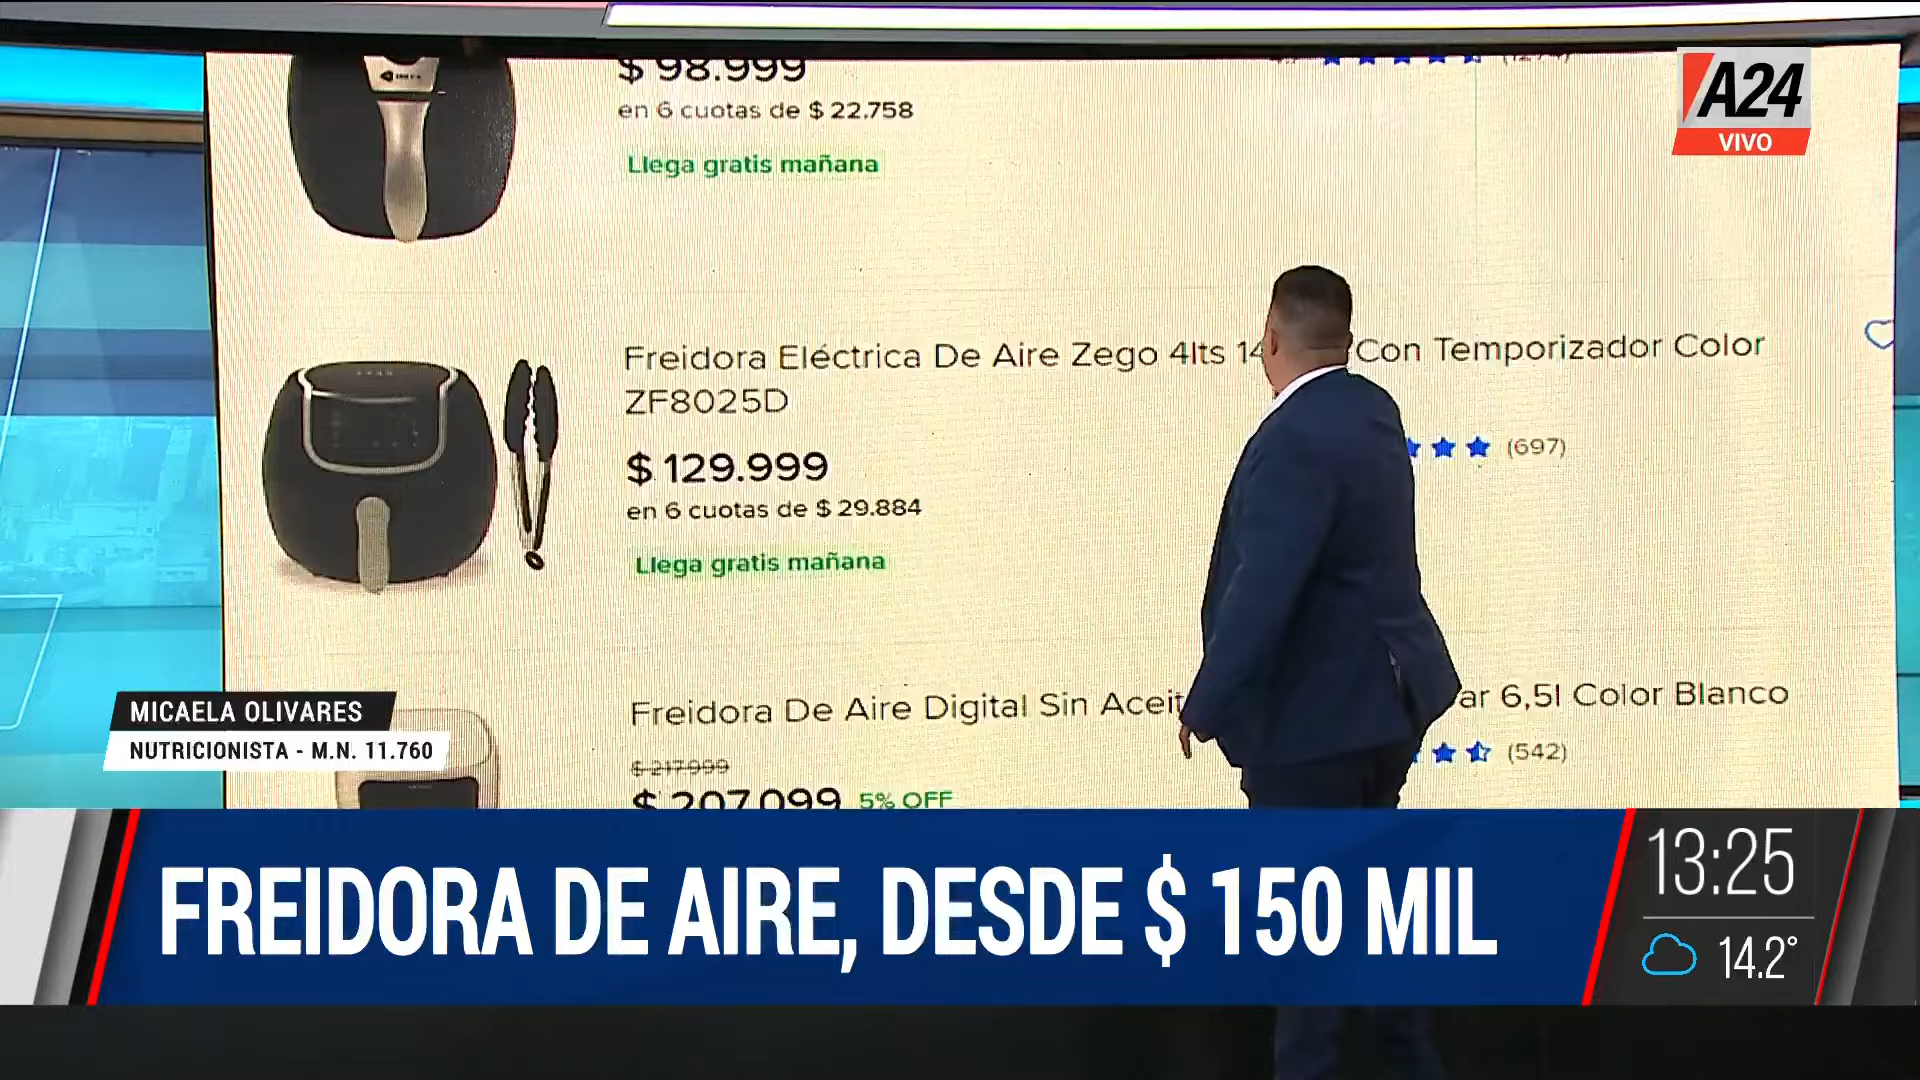 $ 98.999
en 6 cuotas de $ 22.758
Llega gratis mañana
A24
VIVO
Freidora Eléctrica De Aire Zego 4lts Con Temporizador Color
ZF8025D
(697)
$ 129.999
en 6 cuotas de $ 29.884
Llega gratis mañana
Freidora De Aire Digital Sin 6,5l Color Blanco
(542)
$ 217.999
$ 207.099 5% OFF
MICAELA OLIVARES
NUTRICIONISTA - M.N. 11.760
FREIDORA DE AIRE, DESDE $ 150 MIL
13:25
14.2°